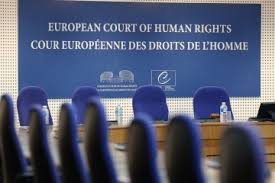 EUROPEAN COURT OF HUMAN RIGHTS
COUR EUROPÉENNE DES DROITS DE L'HOMME